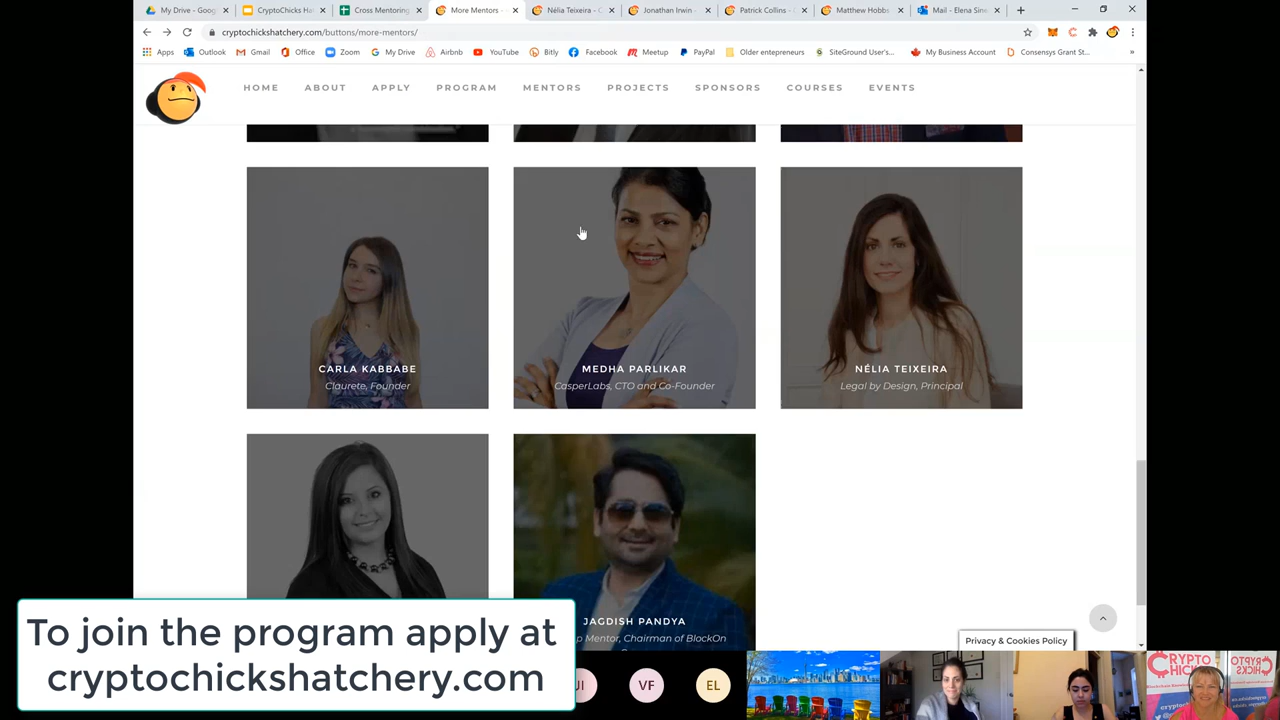 My Drive - Goog
CryptoChicks Ha
Cross Mentoring
More Mentors -
Nélia Teixeira - C
Jonathan Irwin -
Patrick Collins -
Matthew Hobbs
Mail - Elena Sin
cryptochickshatchery.com/buttons/more-mentors/
Apps
Outlook
Gmail
Office
Zoom
My Drive
Airbnb
YouTube
Bitly
Facebook
Meetup
PayPal
Older entepreneurs
SiteGround User's...
My Business Account
Consensys Grant St...
»
HOME
ABOUT
APPLY
PROGRAM
MENTORS
PROJECTS
SPONSORS
COURSES
EVENTS
CARLA KABBABE
Claurete, Founder
MEDHA PARLIKAR
CasperLabs, CTO and Co-Founder
NÉLIA TEIXEIRA
Legal by Design, Principal
JAGDISH PANDYA
p Mentor, Chairman of BlockOn
Privacy & Cookies Policy
To join the program apply at
cryptochickshatchery.com
JI
VF
EL
CRYPTO
CHICKS